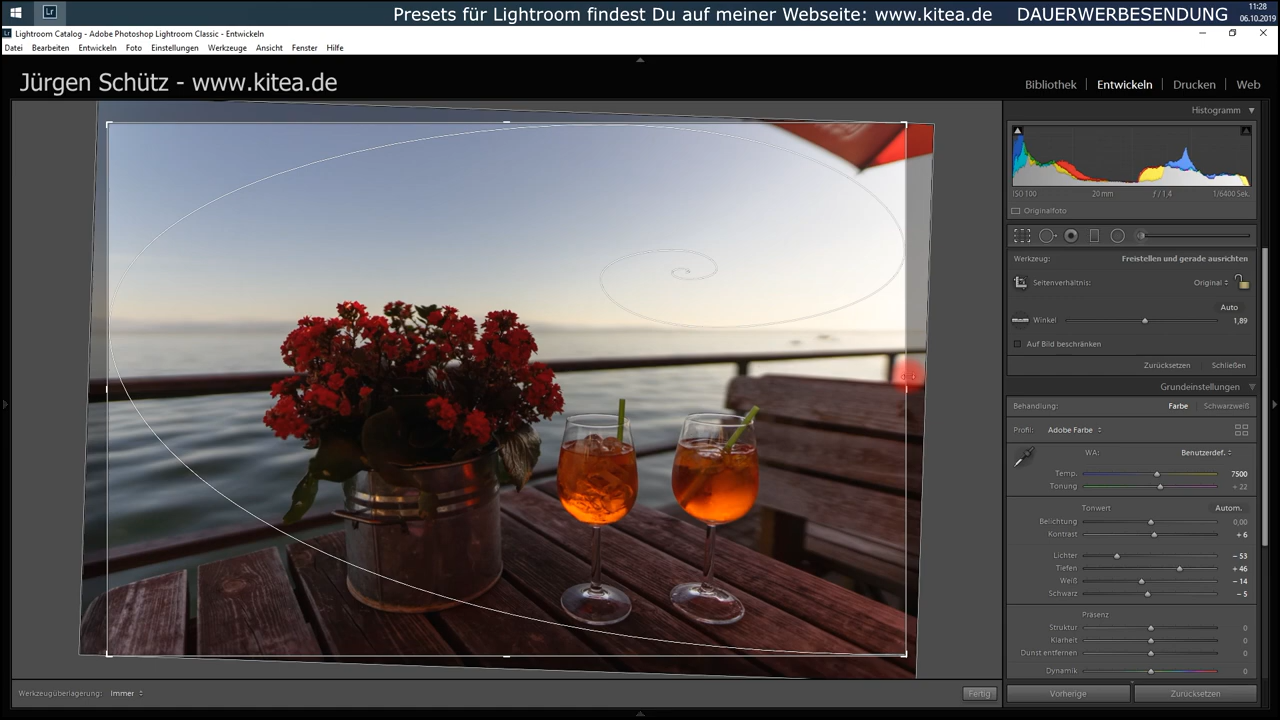 Lr
Presets für Lightroom findest Du auf meiner Webseite: www.kitea.de
DAUERWERBESENDUNG
11:28
06.10.2019
Lr
Lightroom Catalog - Adobe Photoshop Lightroom Classic - Entwickeln
Datei Bearbeiten Entwickeln Foto Einstellungen Werkzeuge Ansicht Fenster Hilfe
Jürgen Schütz - www.kitea.de
Bibliothek | Entwickeln | Drucken | Web
Histogramm
ISO 100 20 mm ƒ / 1,4 1/6400 Sek.
Originalfoto
Werkzeug: Freistellen und gerade ausrichten
Seitenverhältnis: Original
Auto
Winkel 1,89
Auf Bild beschränken
Zurücksetzen Schließen
Grundeinstellungen
Behandlung: Farbe Schwarzweiß
Profil: Adobe Farbe
WA: Benutzerdef.
Temp. 7500
Tonung + 22
Tonwert Autom.
Belichtung 0,00
Kontrast + 6
Lichter − 53
Tiefen + 46
Weiß − 14
Schwarz − 5
Präsenz
Struktur 0
Klarheit 0
Dunst entfernen 0
Dynamik 0
Werkzeugüberlagerung: Immer
Fertig
Vorherige Zurücksetzen